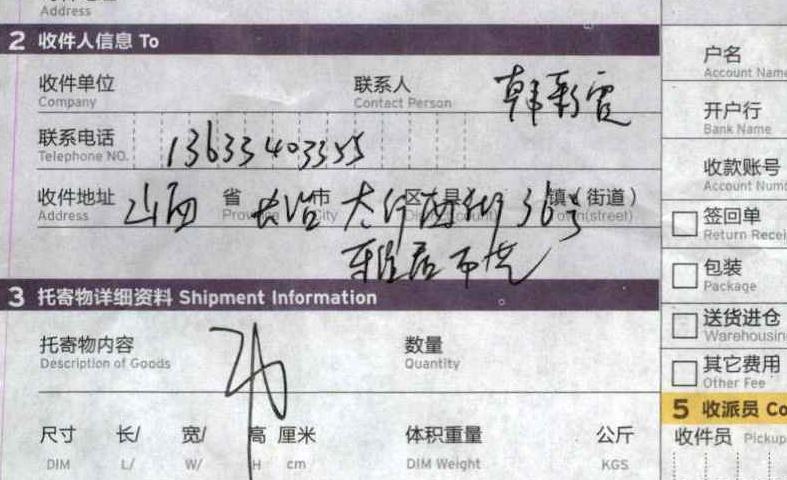 Address
2 收件人信息 To
收件单位 联系人 韩彩霞 户名
Company Contact Person Account Name
联系电话 13633403355 开户行
Telephone NO. Bank Name
收款账号
收件地址 山西 省 长治 市 太行西街36号 区 县 镇(街道)
Address Province City District(county) Town(street) Account Num
签回单
Return Recei
包装
Package
3 托寄物详细资料 Shipment Information
送货进仓
Warehousin
托寄物内容 数量
Description of Goods Quantity
其它费用
Other Fee
5 收派员 Co
尺寸 长/ 宽/ 高 厘米 体积重量 公斤 收件员 Pickup
DIM L/ W/ H cm DIM Weight KGS